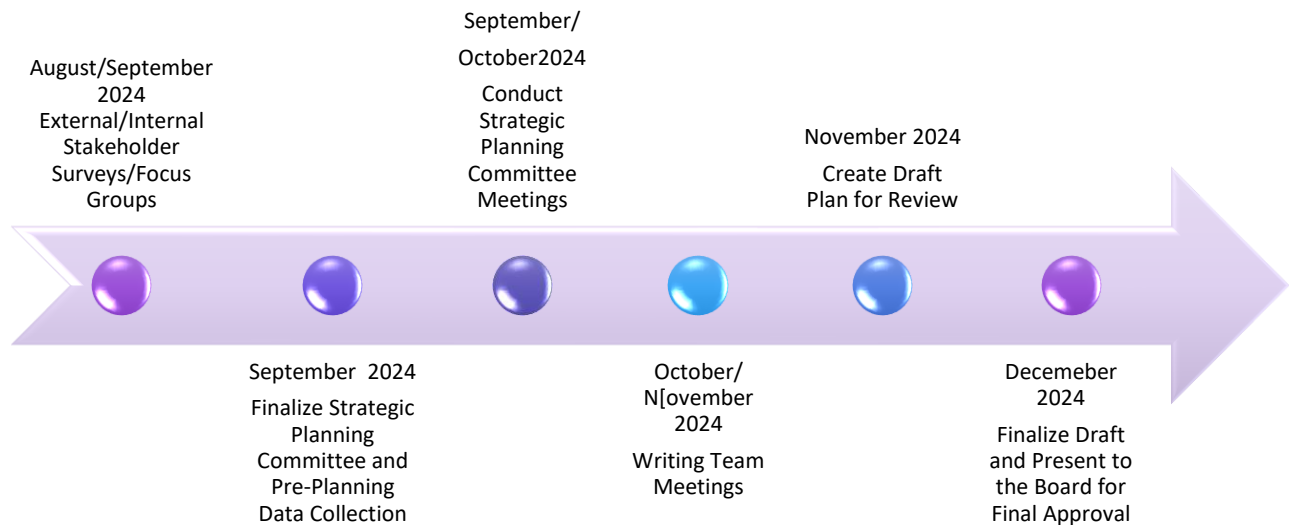 August/September
2024
External/Internal
Stakeholder
Surveys/Focus
Groups
September 2024
Finalize Strategic
Planning
Committee and
Pre-Planning
Data Collection
September/
October2024
Conduct
Strategic
Planning
Committee
Meetings
October/
N[ovember
2024
Writing Team
Meetings
November 2024
Create Draft
Plan for Review
Decemeber
2024
Finalize Draft
and Present to
the Board for
Final Approval